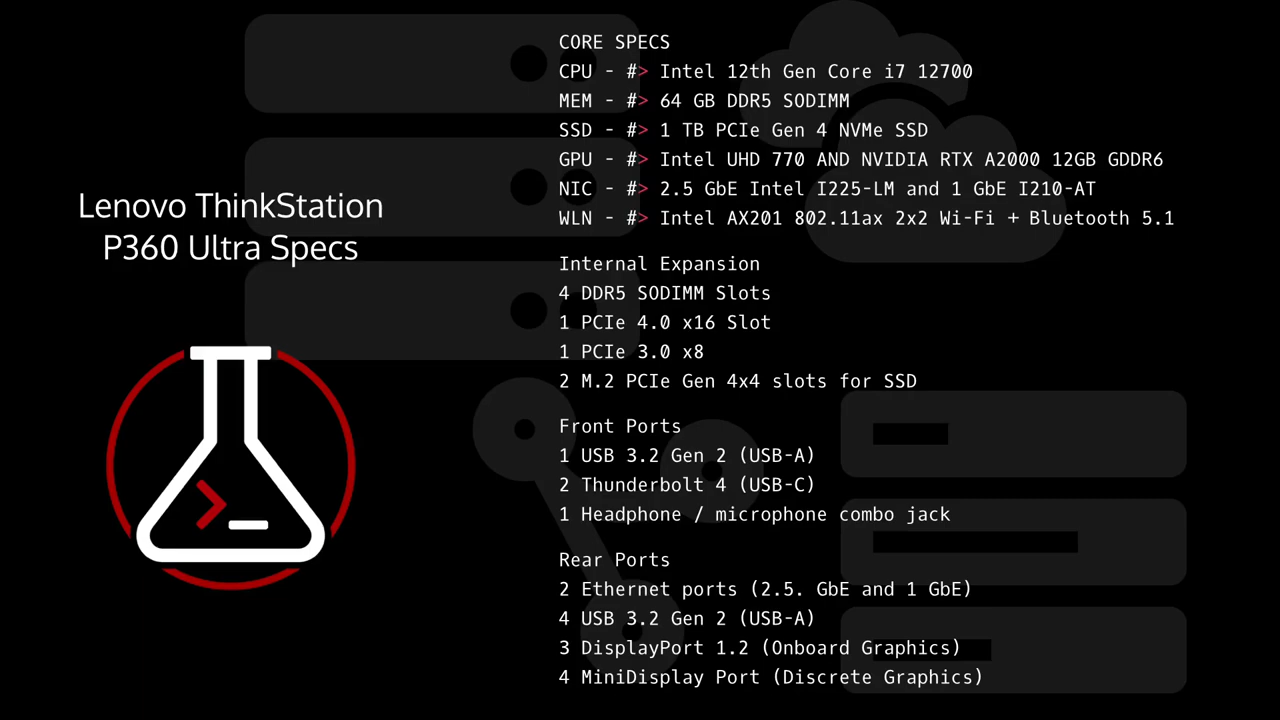 Lenovo ThinkStation
P360 Ultra Specs
CORE SPECS
CPU - #> Intel 12th Gen Core i7 12700
MEM - #> 64 GB DDR5 SODIMM
SSD - #> 1 TB PCIe Gen 4 NVMe SSD
GPU - #> Intel UHD 770 AND NVIDIA RTX A2000 12GB GDDR6
NIC - #> 2.5 GbE Intel I225-LM and 1 GbE I210-AT
WLN - #> Intel AX201 802.11ax 2x2 Wi-Fi + Bluetooth 5.1
Internal Expansion
4 DDR5 SODIMM Slots
1 PCIe 4.0 x16 Slot
1 PCIe 3.0 x8
2 M.2 PCIe Gen 4x4 slots for SSD
Front Ports
1 USB 3.2 Gen 2 (USB-A)
2 Thunderbolt 4 (USB-C)
1 Headphone / microphone combo jack
Rear Ports
2 Ethernet ports (2.5. GbE and 1 GbE)
4 USB 3.2 Gen 2 (USB-A)
3 DisplayPort 1.2 (Onboard Graphics)
4 MiniDisplay Port (Discrete Graphics)